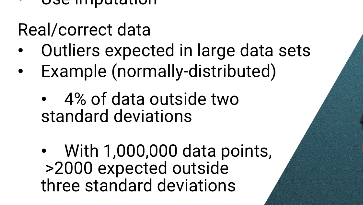 • Use imputation
Real/correct data
• Outliers expected in large data sets
• Example (normally-distributed)
• 4% of data outside two
standard deviations
• With 1,000,000 data points,
>2000 expected outside
three standard deviations